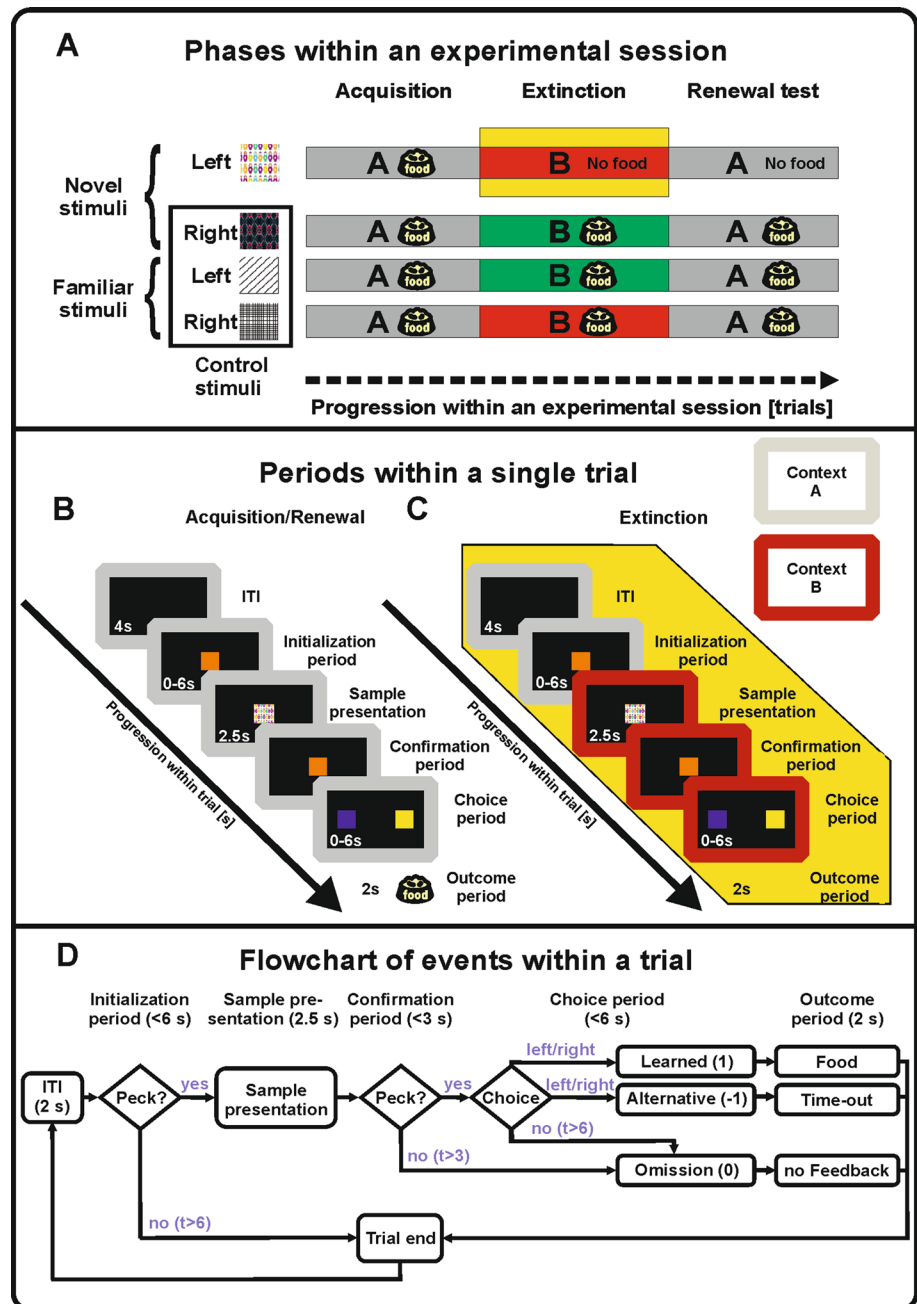 A
Phases within an experimental session
Acquisition
Extinction
Renewal test
Novel
stimuli
Left
A food
B No food
A No food
Right
A food
B food
A food
Familiar
stimuli
Left
A food
B food
A food
Right
A food
B food
A food
Control
stimuli
Progression within an experimental session [trials]
Periods within a single trial
Context
A
Context
B
B
Acquisition/Renewal
4s
ITI
0-6s
Initialization
period
2.5s
Sample
presentation
Confirmation
period
0-6s
Choice
period
2s
food
Outcome
period
Progression within trial [s]
C
Extinction
4s
ITI
0-6s
Initialization
period
2.5s
Sample
presentation
Confirmation
period
0-6s
Choice
period
2s
Outcome
period
Progression within trial [s]
D
Flowchart of events within a trial
Initialization
period (<6 s)
Sample pre-
sentation (2.5 s)
Confirmation
period (<3 s)
Choice period
(<6 s)
Outcome
period (2 s)
ITI
(2 s)
Peck?
yes
Sample
presentation
Peck?
yes
Choice
left/right
Learned (1)
Food
left/right
Alternative (-1)
Time-out
no (t>6)
no (t>3)
Omission (0)
no Feedback
no (t>6)
Trial end